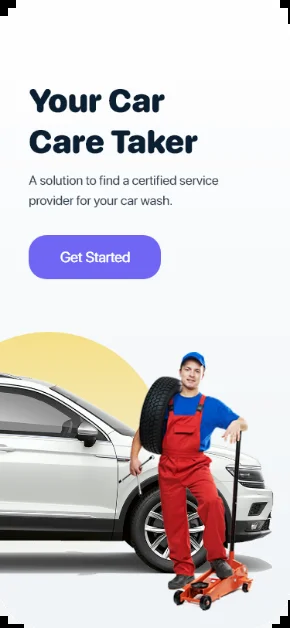 Your Car
Care Taker
A solution to find a certified service
provider for your car wash.
Get Started